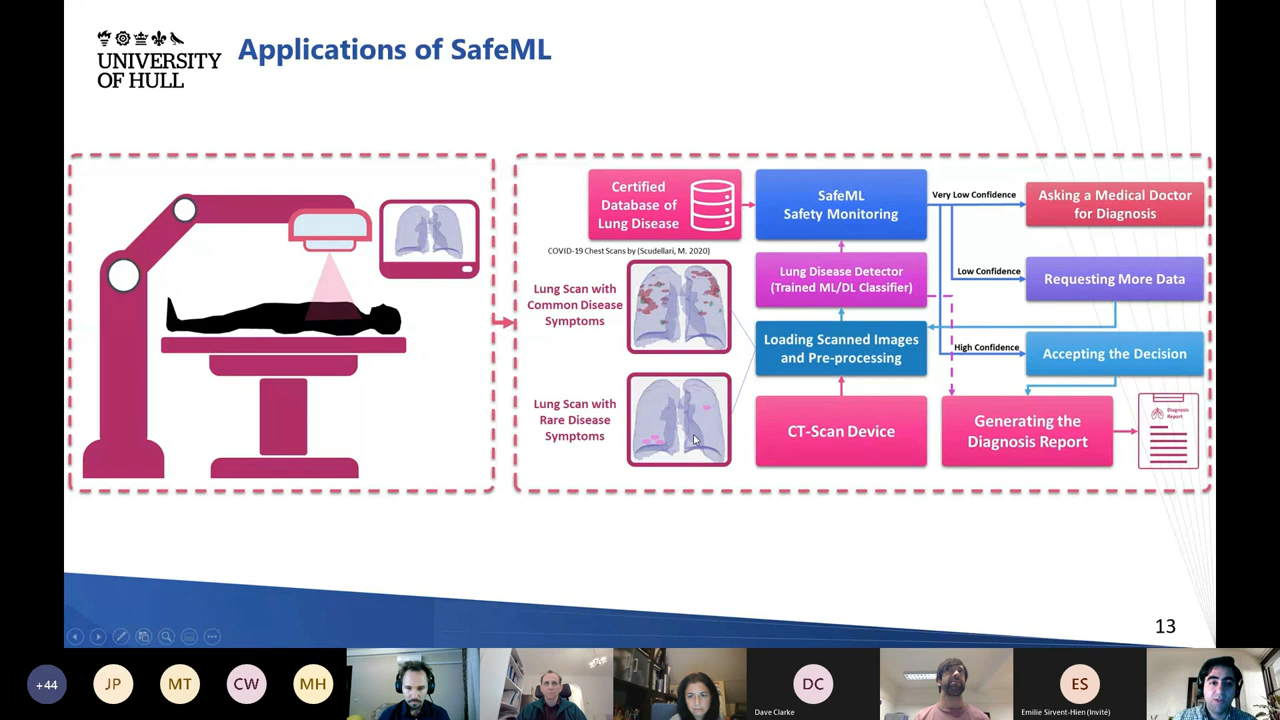 UNIVERSITY
OF HULL
Applications of SafeML
Certified
Database of
Lung Disease
SafeML
Safety Monitoring
Very Low Confidence
Asking a Medical Doctor
for Diagnosis
COVID-19 Chest Scans by (Scudellari, M. 2020)
Lung Scan with
Common Disease
Symptoms
Lung Disease Detector
(Trained ML/DL Classifier)
Low Confidence
Requesting More Data
Loading Scanned Images
and Pre-processing
High Confidence
Accepting the Decision
Lung Scan with
Rare Disease
Symptoms
CT-Scan Device
Generating the
Diagnosis Report
Diagnosis
Report
13
+44
JP
MT
CW
MH
DC
Dave Clarke
ES
Emilie Sirvent-Hien (Invité)